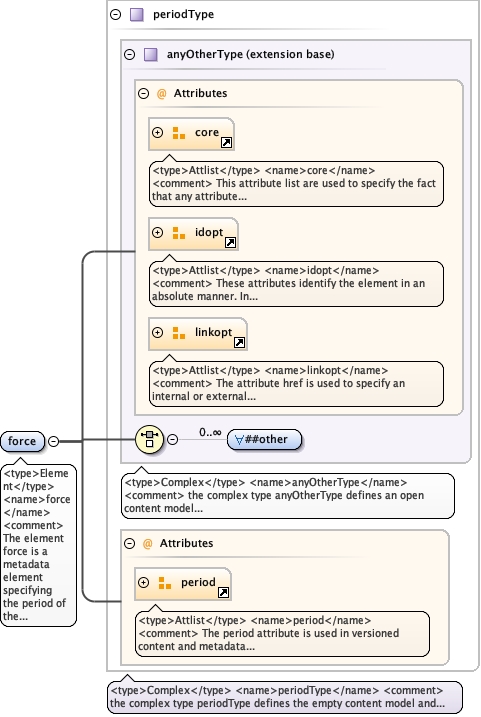 periodType
anyOtherType (extension base)
@ Attributes
core
<type>Attlist</type> <name>core</name>
<comment> This attribute list are used to specify the fact
that any attribute...
idopt
<type>Attlist</type> <name>idopt</name>
<comment> These attributes identify the element in an
absolute manner. In...
linkopt
<type>Attlist</type> <name>linkopt</name>
<comment> The attribute href is used to specify an
internal or external...
0..∞
∀##other
force
<type>Eleme
nt</type>
<name>force
</name>
<comment>
The element
force is a
metadata
element
specifying
the period of
the...
<type>Complex</type> <name>anyOtherType</name>
<comment> the complex type anyOtherType defines an open
content model...
@ Attributes
period
<type>Attlist</type> <name>period</name>
<comment> The period attribute is used in versioned
content and metadata...
<type>Complex</type> <name>periodType</name> <comment>
the complex type periodType defines the empty content model and...